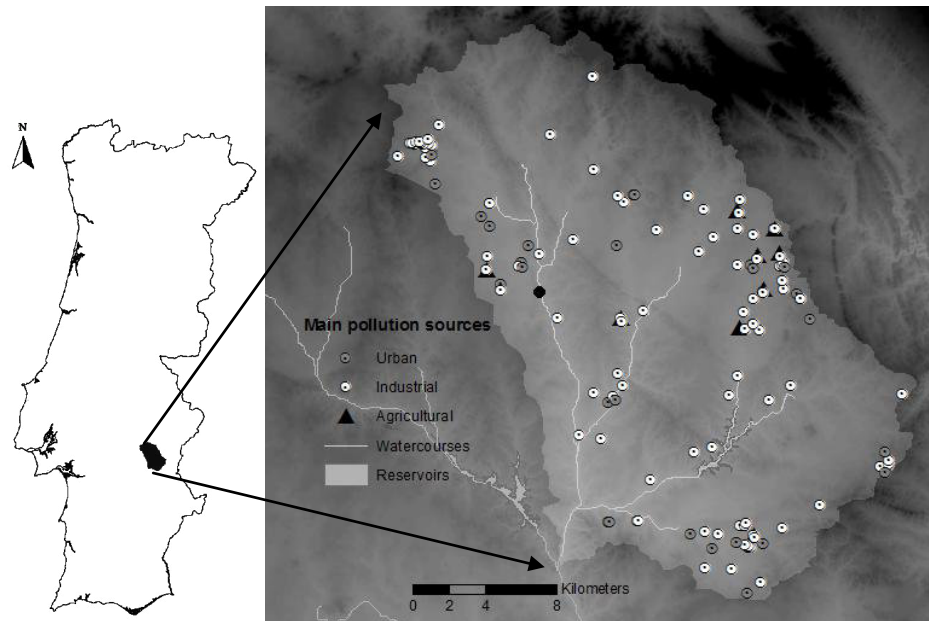 N
Main pollution sources
Urban
Industrial
Agricultural
Watercourses
Reservoirs
Kilometers
0 2 4 8